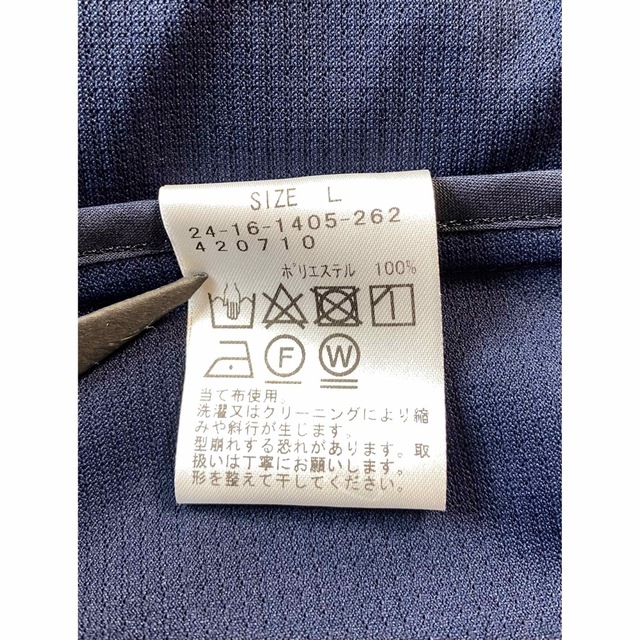 SIZE L
24-16-1405-262
420710
ポリエステル 100%
F W
当て布使用。
洗濯又はクリーニングにより縮
みや斜行が生じます。
型崩れする恐れがあります。取
扱いは丁寧にお願いします。
形を整えて干してください。